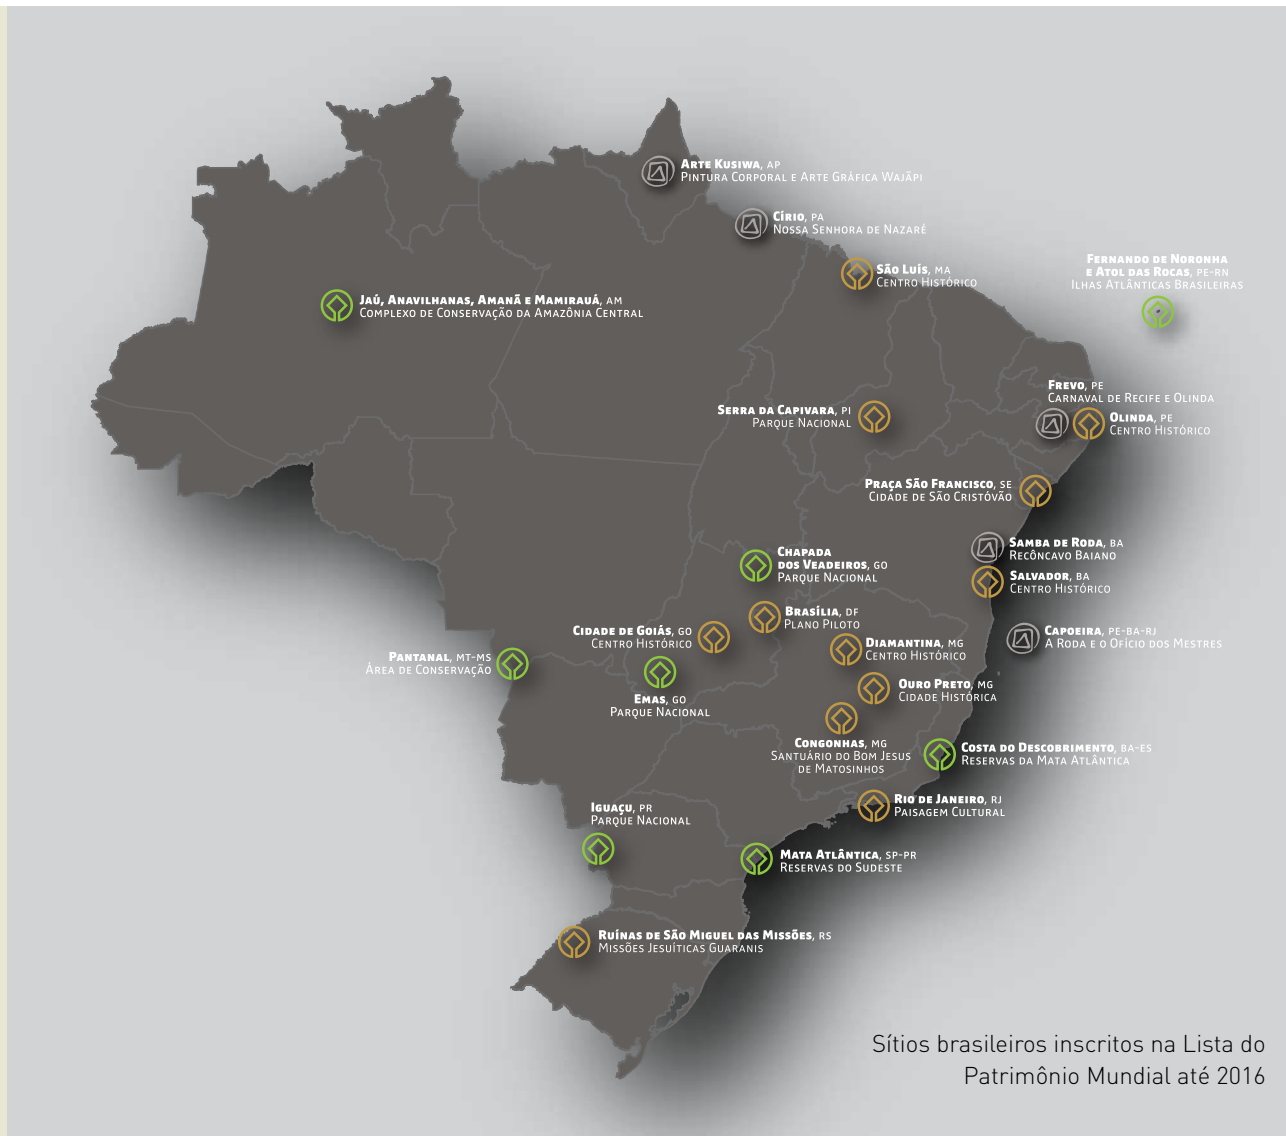 Arte Kusiwa, AP
Pintura Corporal e Arte Gráfica Wajãpi
Círio, PA
Nossa Senhora de Nazaré
São Luís, MA
Centro Histórico
Fernando de Noronha
e Atol das Rocas, PE-RN
Ilhas Atlânticas Brasileiras
Jaú, Anavilhanas, Amanã e Mamirauá, AM
Complexo de Conservação da Amazônia Central
Frevo, PE
Carnaval de Recife e Olinda
Serra da Capivara, PI
Parque Nacional
Olinda, PE
Centro Histórico
Praça São Francisco, SE
Cidade de São Cristóvão
Samba de Roda, BA
Recôncavo Baiano
Chapada
dos Veadeiros, GO
Parque Nacional
Salvador, BA
Centro Histórico
Brasília, DF
Plano Piloto
Cidade de Goiás, GO
Centro Histórico
Capoeira, PE-BA-RJ
A Roda e o Ofício dos Mestres
Diamantina, MG
Centro Histórico
Pantanal, MT-MS
Área de Conservação
Ouro Preto, MG
Cidade Histórica
Emas, GO
Parque Nacional
Congonhas, MG
Santuário do Bom Jesus
de Matosinhos
Costa do Descobrimento, BA-ES
Reservas da Mata Atlântica
Rio de Janeiro, RJ
Paisagem Cultural
Iguaçu, PR
Parque Nacional
Mata Atlântica, SP-PR
Reservas do Sudeste
Ruínas de São Miguel das Missões, RS
Missões Jesuíticas Guaranis
Sítios brasileiros inscritos na Lista do
Patrimônio Mundial até 2016